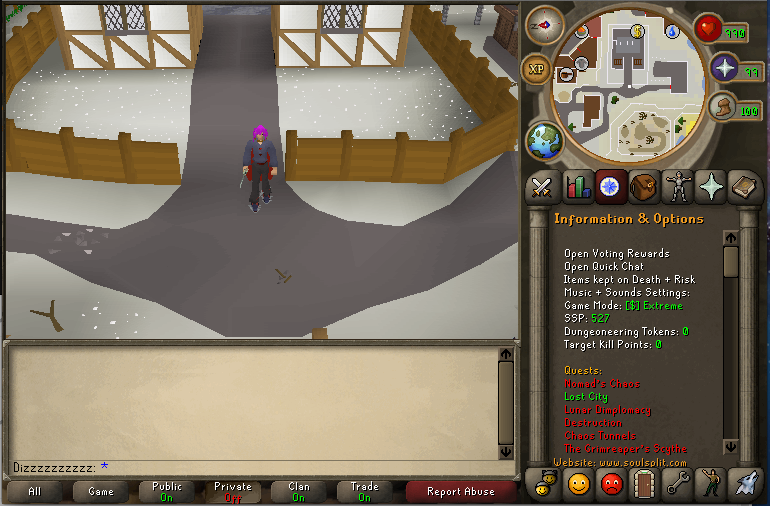 XP
990
99
100
Information & Options
Open Voting Rewards
Open Quick Chat
Items kept on Death + Risk
Music + Sounds Settings:
Game Mode: [$] Extreme
SSP: 527
Dungeoneering Tokens: 0
Target Kill Points: 0
Quests:
Nomad's Chaos
Lost City
Lunar Dimplomacy
Destruction
Chaos Tunnels
The Grimreaper's Scythe
Website: www.soulsplit.com
Dizzzzzzzzzz: *
All
Game
Public
On
Private
Off
Clan
On
Trade
On
Report Abuse